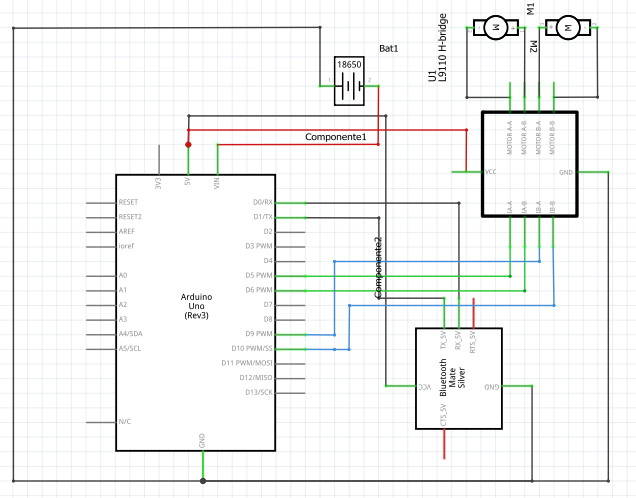 M1
M2
U1
L9110 H-bridge
Bat1
18650
1
2
Componente1
MOTOR A-A
MOTOR A-B
MOTOR B-A
MOTOR B-B
VCC
GND
IA-A
IA-B
IB-A
IB-B
3V3
5V
VIN
RESET
RESET2
AREF
ioref
A0
A1
A2
A3
A4/SDA
A5/SCL
N/C
Arduino
Uno
(Rev3)
D0/RX
D1/TX
D2
D3 PWM
D4
D5 PWM
D6 PWM
D7
D8
D9 PWM
D10 PWM/SS
D11 PWM/MOSI
D12/MISO
D13/SCK
GND
Componente2
TX_5V
RX_5V
RTS_5V
VCC
GND
Bluetooth
Mate
Silver
CTS_5V
M
M